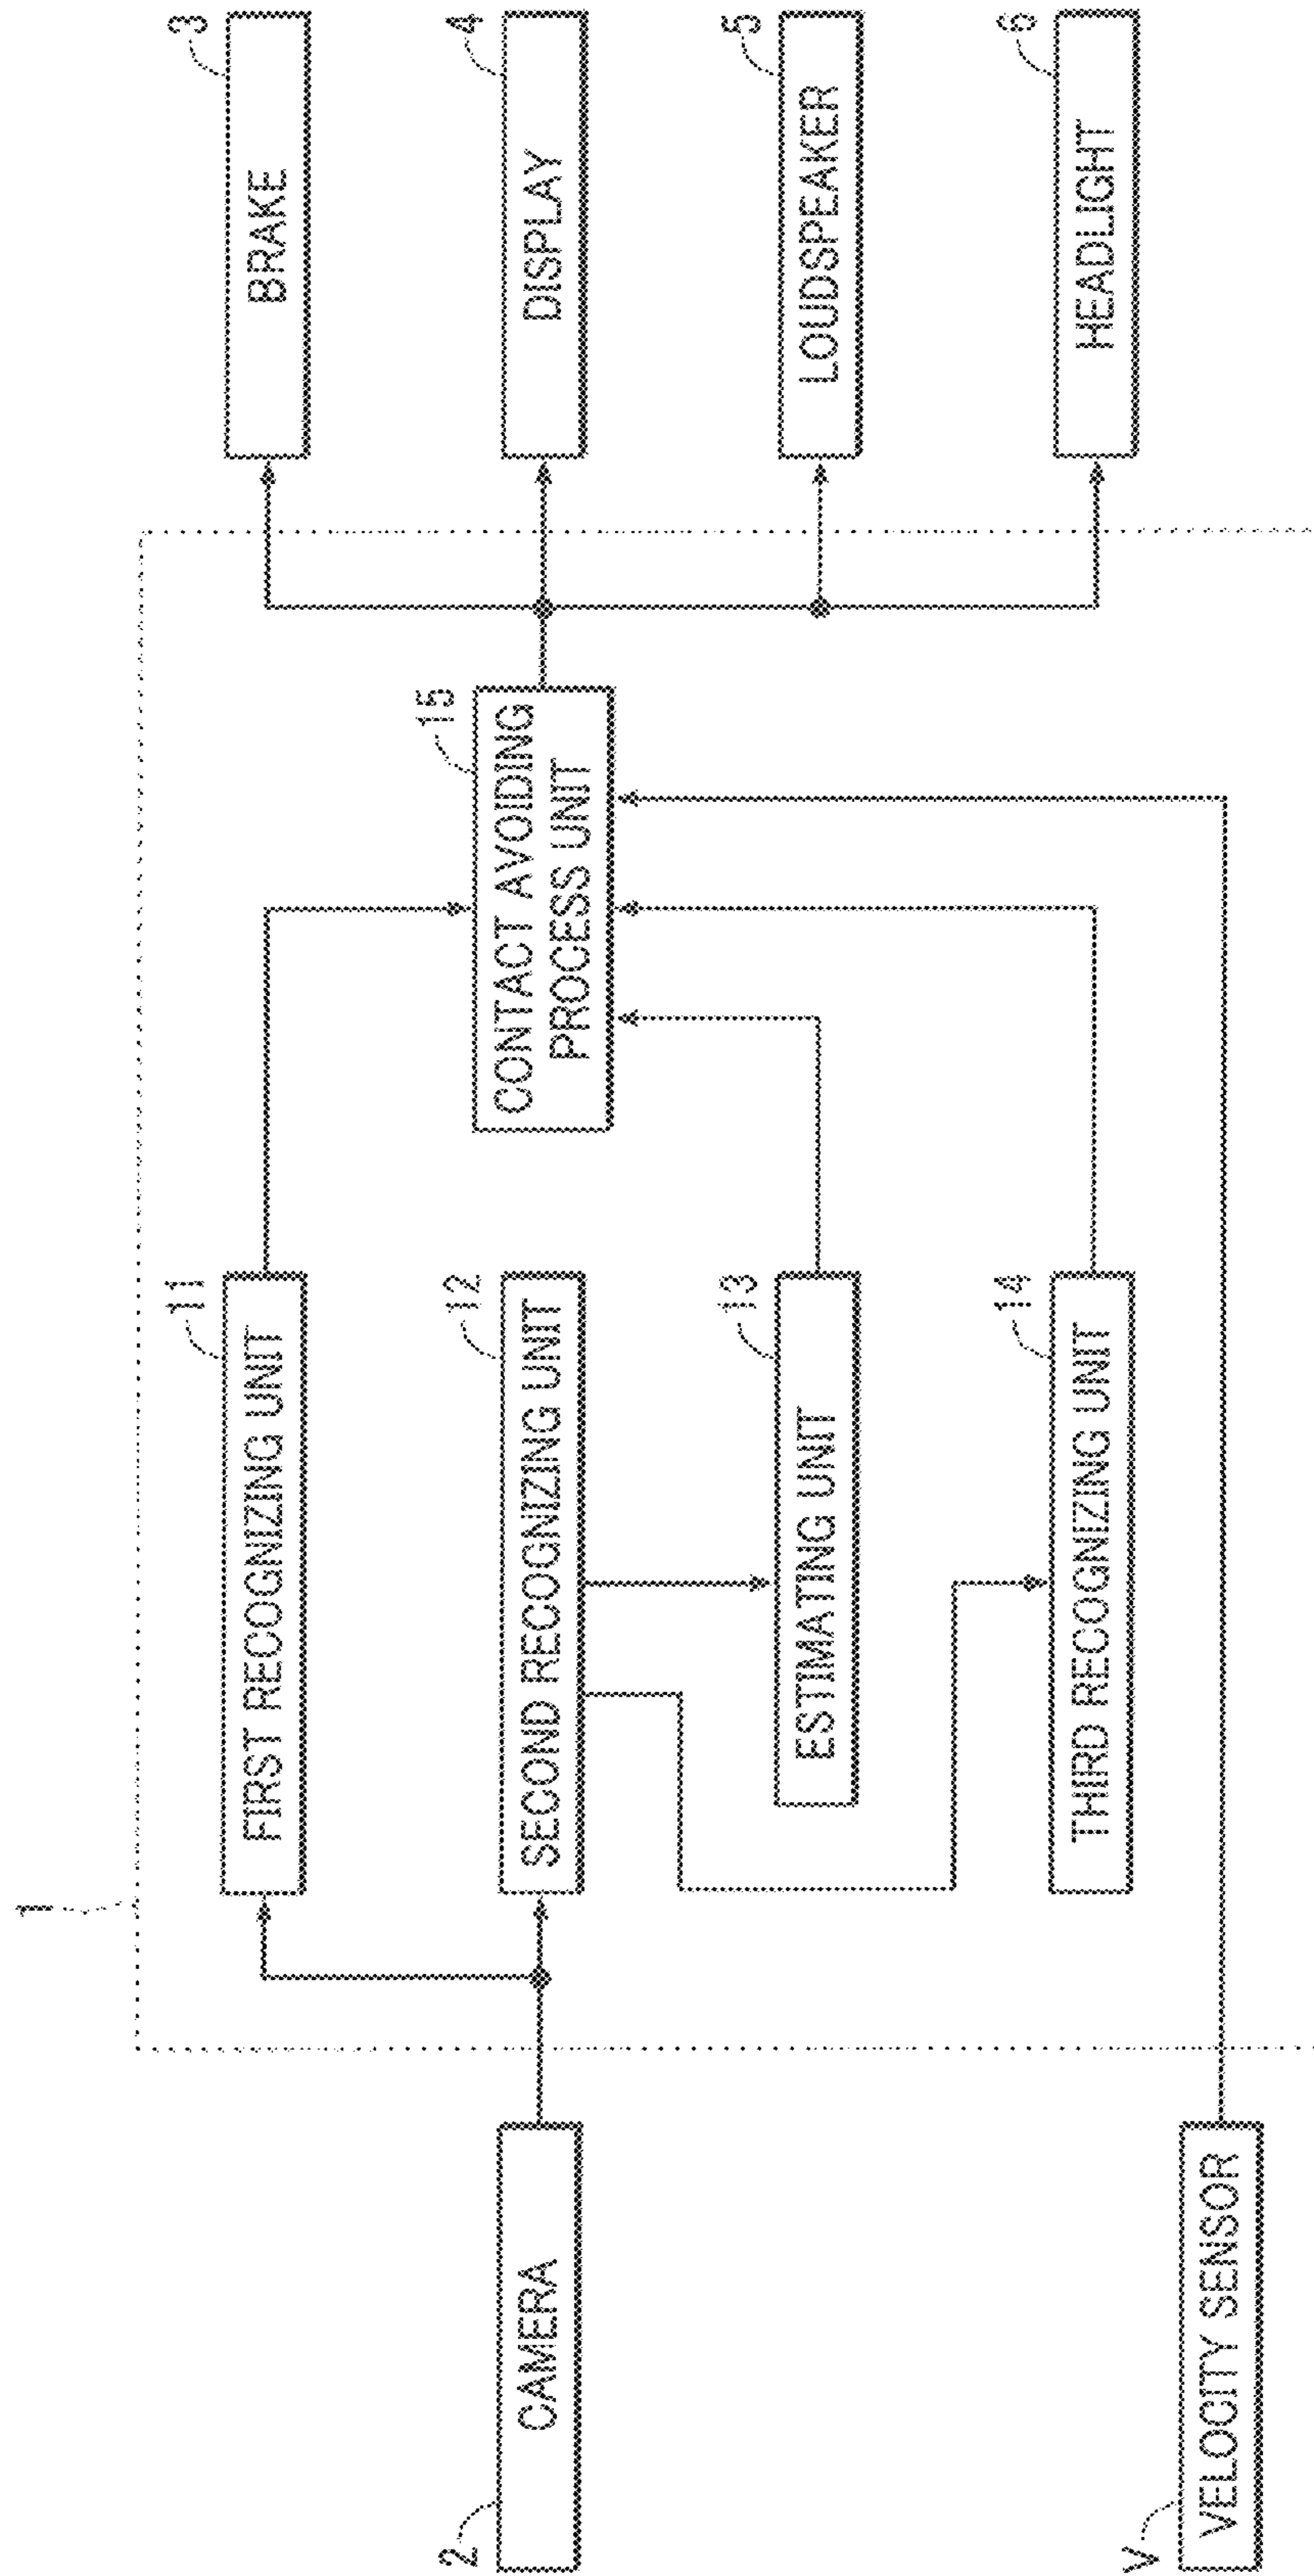 1
2
CAMERA
V
VELOCITY SENSOR
11
FIRST RECOGNIZING UNIT
12
SECOND RECOGNIZING UNIT
13
ESTIMATING UNIT
14
THIRD RECOGNIZING UNIT
15
CONTACT AVOIDING
PROCESS UNIT
3
BRAKE
4
DISPLAY
5
LOUDSPEAKER
6
HEADLIGHT